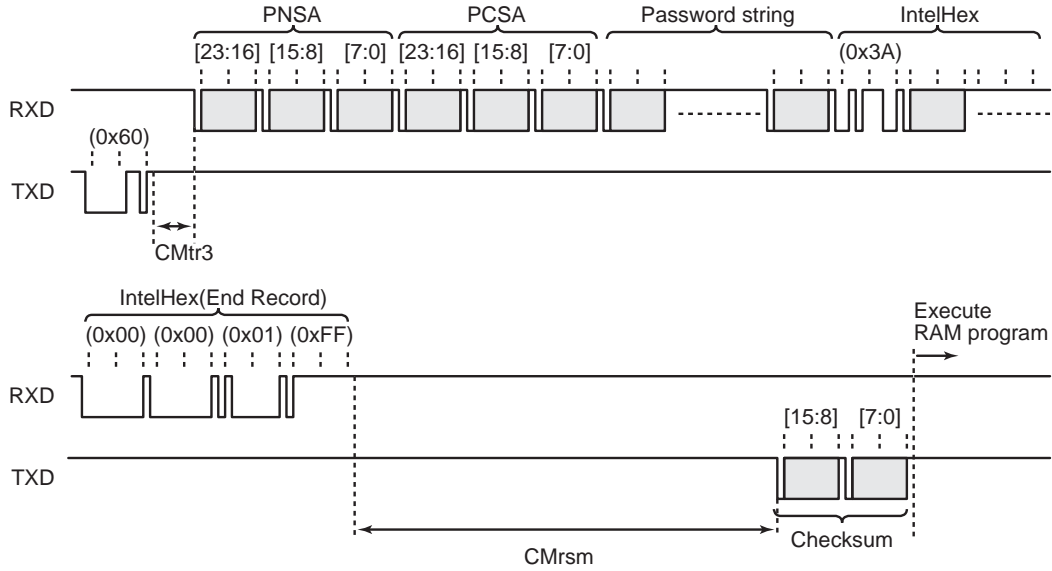 PNSA PCSA Password string IntelHex
[23:16] [15:8] [7:0] [23:16] [15:8] [7:0] (0x3A)
RXD
(0x60)
TXD
CMtr3
IntelHex(End Record)
(0x00) (0x00) (0x01) (0xFF)
Execute
RAM program
RXD
[15:8] [7:0]
TXD
Checksum
CMrsm